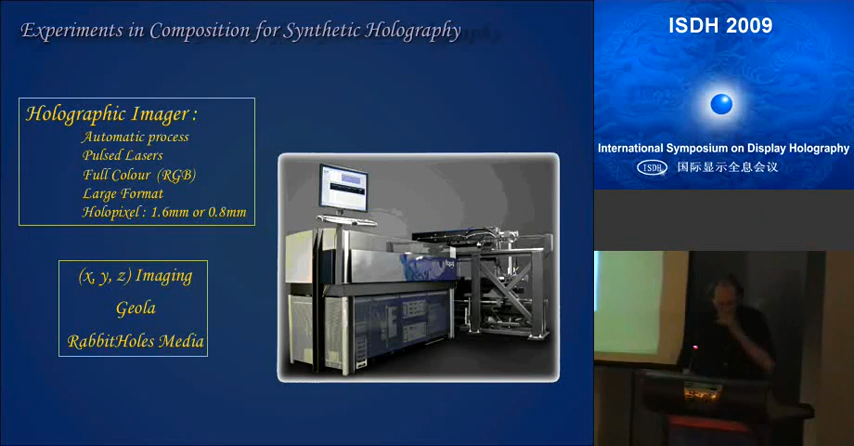 Experiments in Composition for Synthetic Holography
Holographic Imager :
Automatic process
Pulsed Lasers
Full Colour (RGB)
Large Format
Holopixel : 1.6mm or 0.8mm
(x, y, z) Imaging
Geola
RabbitHoles Media
ISDH 2009
International Symposium on Display Holography
ISDH 国际显示全息会议